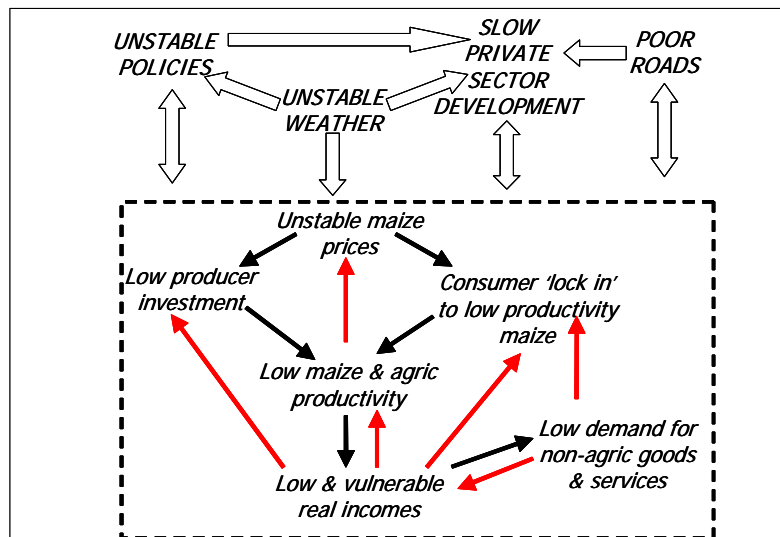 UNSTABLE
POLICIES
SLOW
PRIVATE
SECTOR
DEVELOPMENT
POOR
ROADS
UNSTABLE
WEATHER
Unstable maize
prices
Low producer
investment
Consumer ‘lock in’
to low productivity
maize
Low maize & agric
productivity
Low demand for
non-agric goods
& services
Low & vulnerable
real incomes